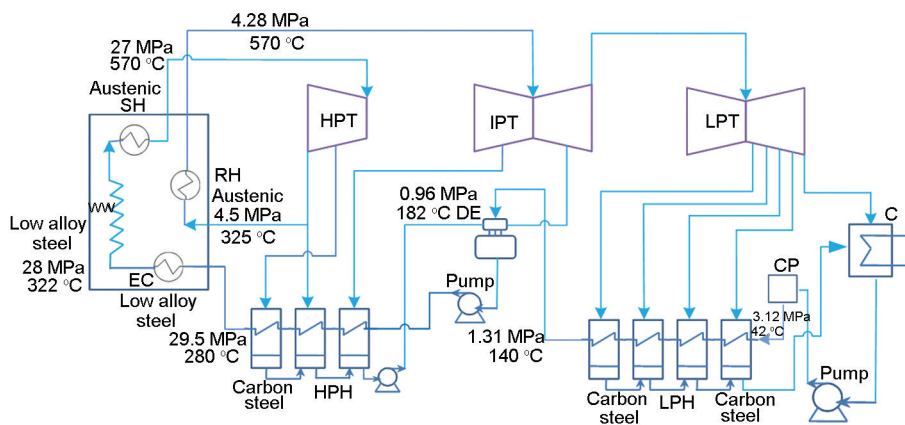 4.28 MPa
570 °C
27 MPa
570 °C
Austenic
SH
HPT
IPT
LPT
RH
Austenic
4.5 MPa
325 °C
WW
Low alloy
steel
28 MPa
322 °C
EC
Low alloy
steel
0.96 MPa
182 °C DE
C
CP
3.12 MPa
42 °C
Pump
29.5 MPa
280 °C
1.31 MPa
140 °C
Pump
Carbon
steel
HPH
Carbon
steel
LPH
Carbon
steel